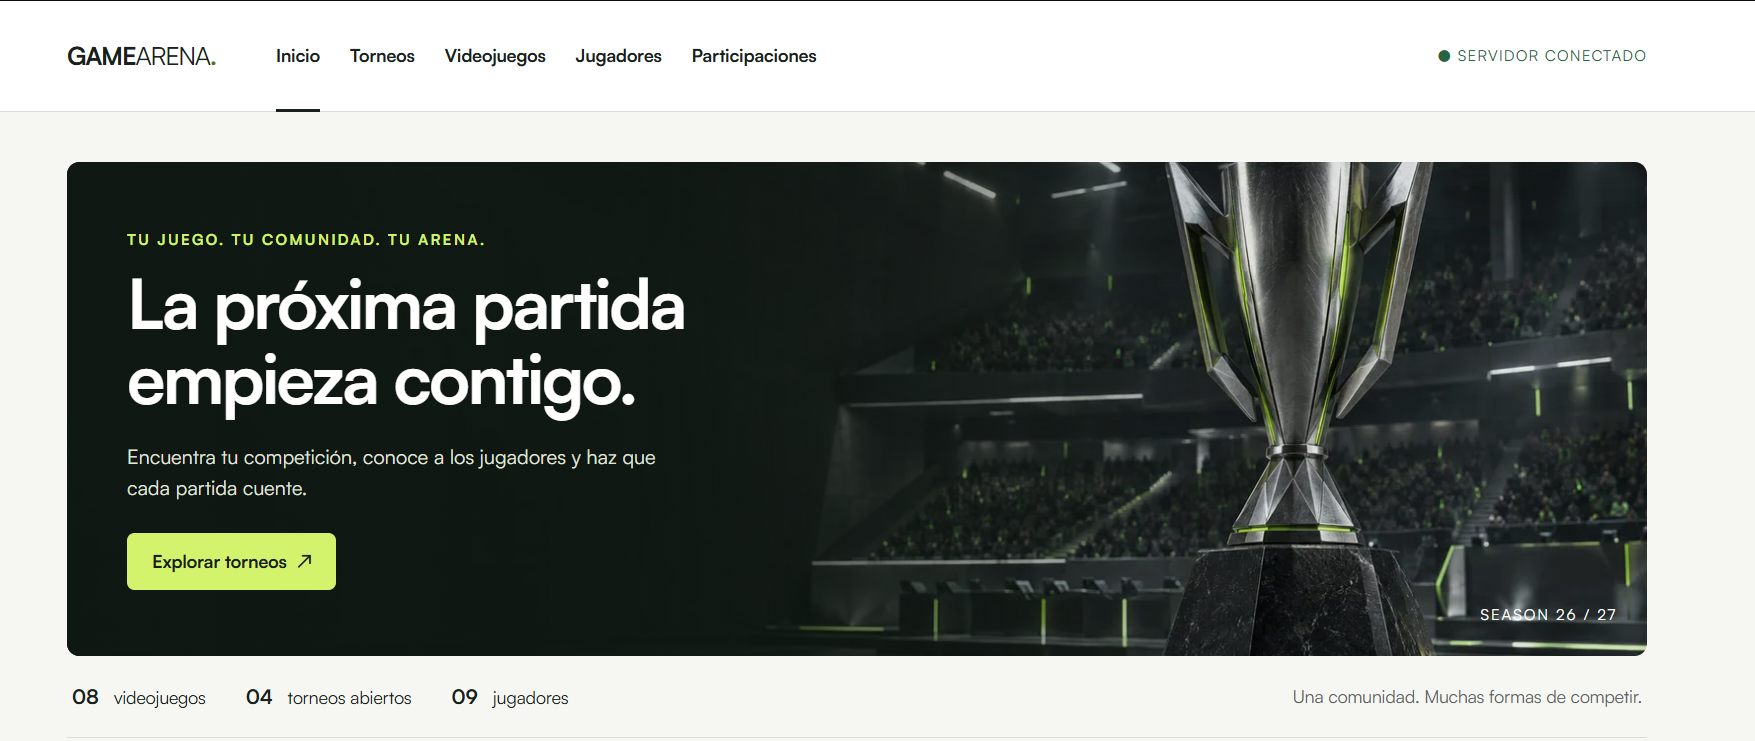 GAMEARENA.
Inicio
Torneos
Videojuegos
Jugadores
Participaciones
SERVIDOR CONECTADO
TU JUEGO. TU COMUNIDAD. TU ARENA.
La próxima partida
empieza contigo.
Encuentra tu competición, conoce a los jugadores y haz que
cada partida cuente.
Explorar torneos
SEASON 26 / 27
08 videojuegos
04 torneos abiertos
09 jugadores
Una comunidad. Muchas formas de competir.